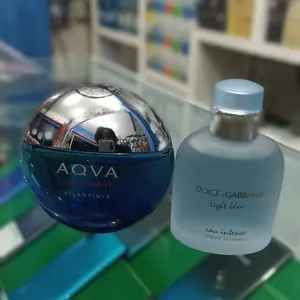 AQVA
ATLANTIQVE
DOLCE & GABBANA
light blue
eau intense